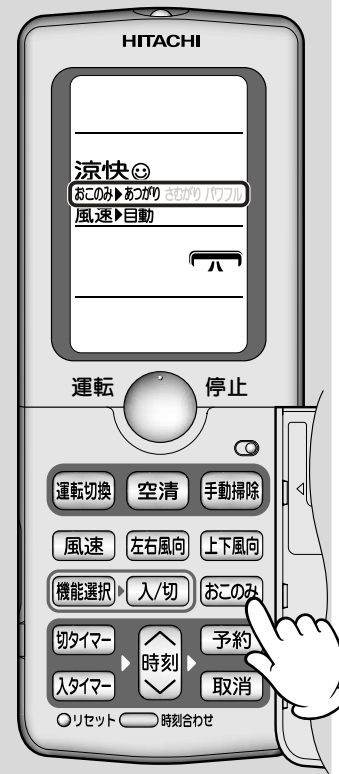 HITACHI
涼快
おこのみ▶あつがり さむがり パワフル
風速▶自動
運転 停止
運転切換 空清 手動掃除
風速 左右風向 上下風向
機能選択 入/切 おこのみ
切タイマー 時刻 予約
入タイマー 取消
リセット 時刻合わせ